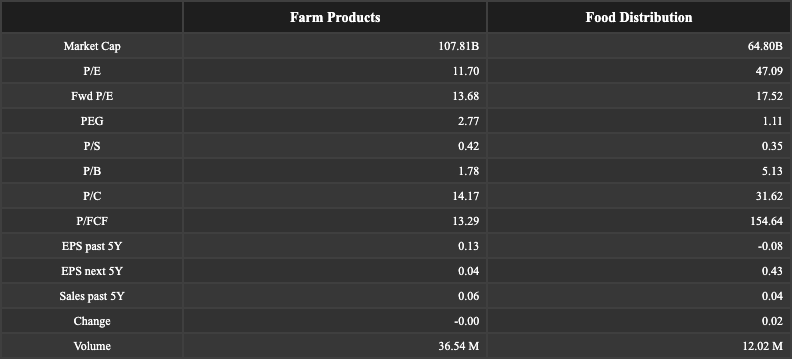 Farm Products Food Distribution
Market Cap 107.81B 64.80B
P/E 11.70 47.09
Fwd P/E 13.68 17.52
PEG 2.77 1.11
P/S 0.42 0.35
P/B 1.78 5.13
P/C 14.17 31.62
P/FCF 13.29 154.64
EPS past 5Y 0.13 -0.08
EPS next 5Y 0.04 0.43
Sales past 5Y 0.06 0.04
Change -0.00 0.02
Volume 36.54 M 12.02 M